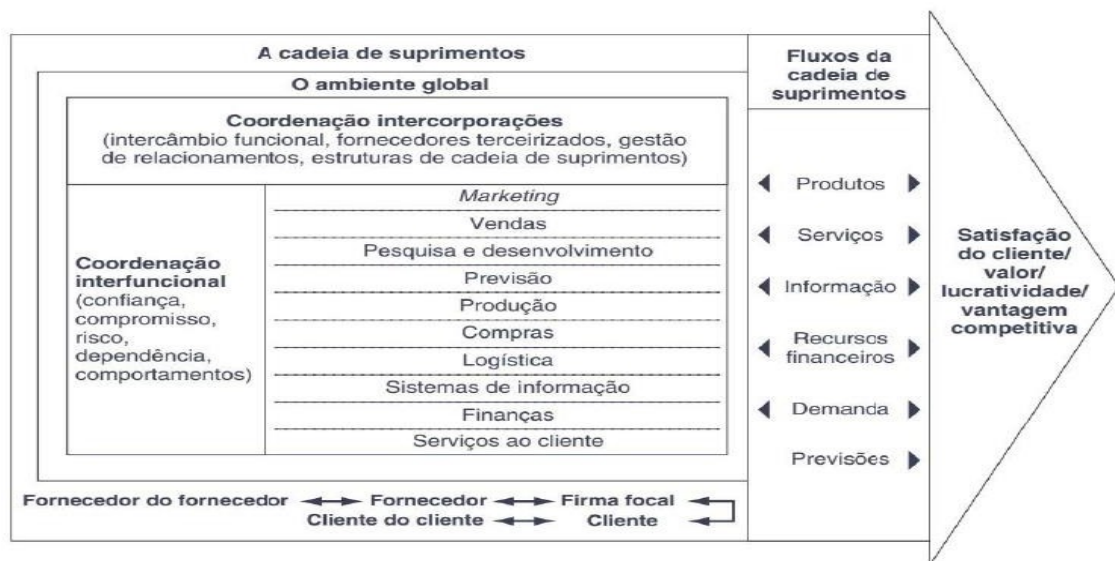 A cadeia de suprimentos
O ambiente global
Coordenação intercorporações
(intercâmbio funcional, fornecedores terceirizados, gestão
de relacionamentos, estruturas de cadeia de suprimentos)
Coordenação
interfuncional
(confiança,
compromisso,
risco,
dependência,
comportamentos)
Marketing
Vendas
Pesquisa e desenvolvimento
Previsão
Produção
Compras
Logística
Sistemas de informação
Finanças
Serviços ao cliente
Fornecedor do fornecedor Fornecedor Firma focal
Cliente do cliente Cliente
Fluxos da
cadeia de
suprimentos
Produtos
Serviços
Informação
Recursos
financeiros
Demanda
Previsões
Satisfação
do cliente/
valor/
lucratividade/
vantagem
competitiva